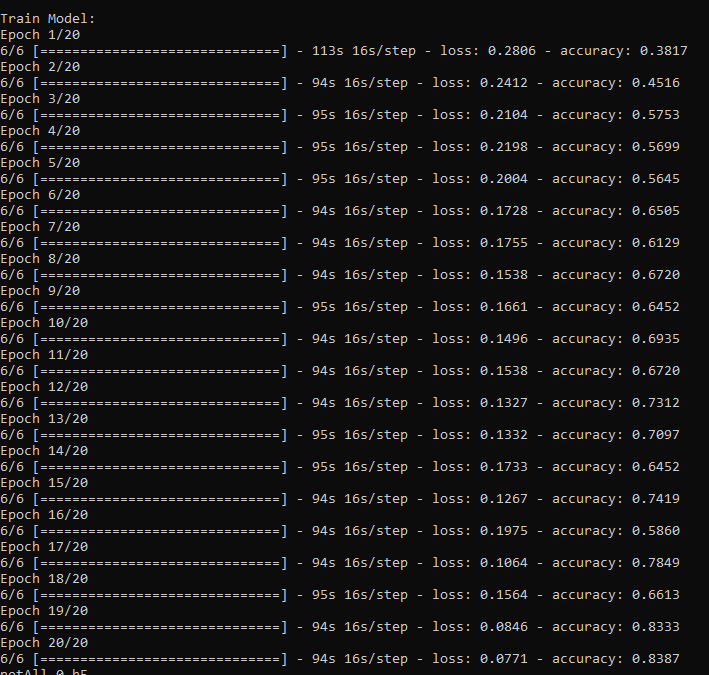 Train Model:
Epoch 1/20
6/6 [==============================] - 113s 16s/step - loss: 0.2806 - accuracy: 0.3817
Epoch 2/20
6/6 [==============================] - 94s 16s/step - loss: 0.2412 - accuracy: 0.4516
Epoch 3/20
6/6 [==============================] - 95s 16s/step - loss: 0.2104 - accuracy: 0.5753
Epoch 4/20
6/6 [==============================] - 95s 16s/step - loss: 0.2198 - accuracy: 0.5699
Epoch 5/20
6/6 [==============================] - 95s 16s/step - loss: 0.2004 - accuracy: 0.5645
Epoch 6/20
6/6 [==============================] - 94s 16s/step - loss: 0.1728 - accuracy: 0.6505
Epoch 7/20
6/6 [==============================] - 94s 16s/step - loss: 0.1755 - accuracy: 0.6129
Epoch 8/20
6/6 [==============================] - 94s 16s/step - loss: 0.1538 - accuracy: 0.6720
Epoch 9/20
6/6 [==============================] - 95s 16s/step - loss: 0.1661 - accuracy: 0.6452
Epoch 10/20
6/6 [==============================] - 94s 16s/step - loss: 0.1496 - accuracy: 0.6935
Epoch 11/20
6/6 [==============================] - 94s 16s/step - loss: 0.1538 - accuracy: 0.6720
Epoch 12/20
6/6 [==============================] - 94s 16s/step - loss: 0.1327 - accuracy: 0.7312
Epoch 13/20
6/6 [==============================] - 95s 16s/step - loss: 0.1332 - accuracy: 0.7097
Epoch 14/20
6/6 [==============================] - 95s 16s/step - loss: 0.1733 - accuracy: 0.6452
Epoch 15/20
6/6 [==============================] - 94s 16s/step - loss: 0.1267 - accuracy: 0.7419
Epoch 16/20
6/6 [==============================] - 94s 16s/step - loss: 0.1975 - accuracy: 0.5860
Epoch 17/20
6/6 [==============================] - 94s 16s/step - loss: 0.1064 - accuracy: 0.7849
Epoch 18/20
6/6 [==============================] - 95s 16s/step - loss: 0.1564 - accuracy: 0.6613
Epoch 19/20
6/6 [==============================] - 94s 16s/step - loss: 0.0846 - accuracy: 0.8333
Epoch 20/20
6/6 [==============================] - 94s 16s/step - loss: 0.0771 - accuracy: 0.8387